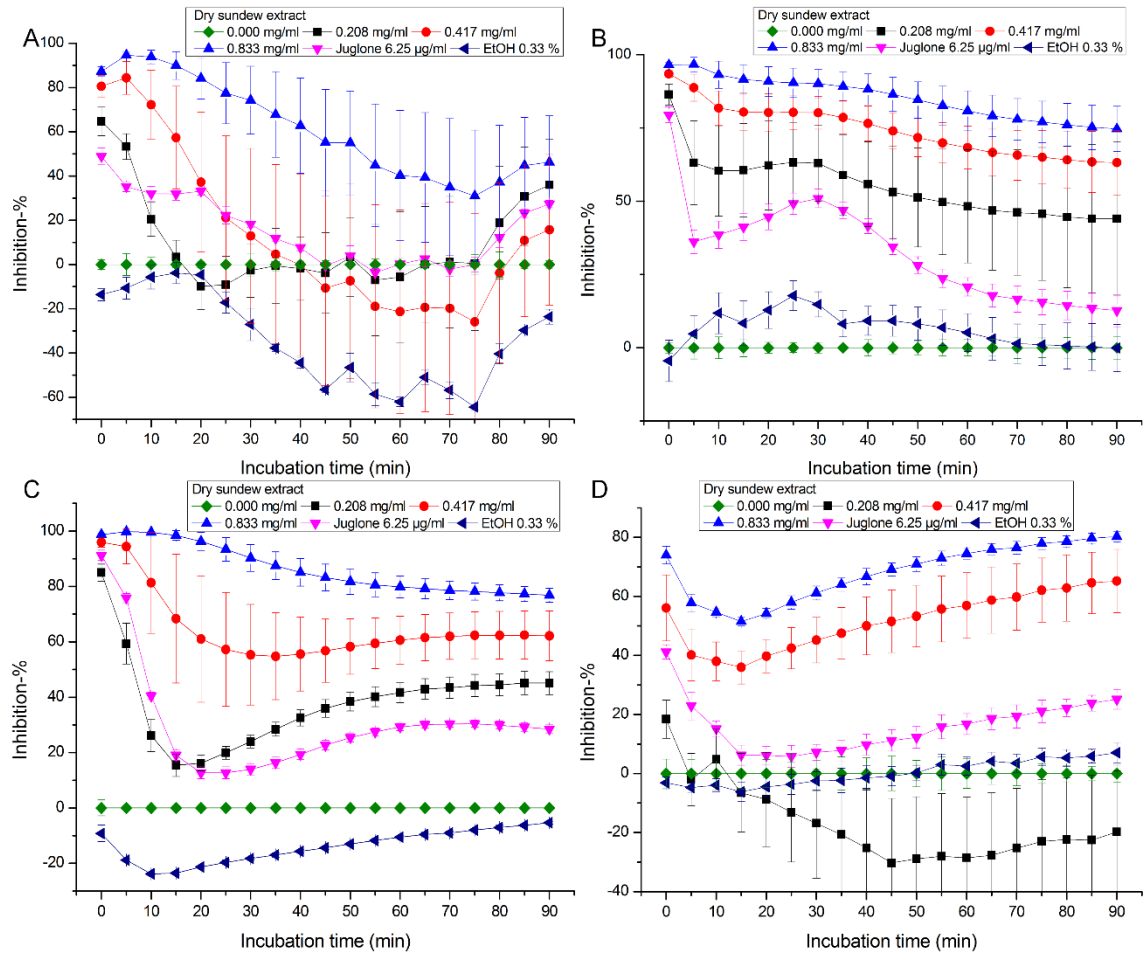 A
Dry sundew extract
0.000 mg/ml 0.208 mg/ml 0.417 mg/ml
0.833 mg/ml Juglone 6.25 µg/ml EtOH 0.33 %
100
80
60
40
20
0
-20
-40
-60
Inhibition-%
0 10 20 30 40 50 60 70 80 90
Incubation time (min)
B
Dry sundew extract
0.000 mg/ml 0.208 mg/ml 0.417 mg/ml
0.833 mg/ml Juglone 6.25 µg/ml EtOH 0.33 %
100
50
0
Inhibition-%
0 10 20 30 40 50 60 70 80 90
Incubation time (min)
C
Dry sundew extract
0.000 mg/ml 0.208 mg/ml 0.417 mg/ml
0.833 mg/ml Juglone 6.25 µg/ml EtOH 0.33 %
100
80
60
40
20
0
-20
Inhibition-%
0 10 20 30 40 50 60 70 80 90
Incubation time (min)
D
Dry sundew extract
0.000 mg/ml 0.208 mg/ml 0.417 mg/ml
0.833 mg/ml Juglone 6.25 µg/ml EtOH 0.33 %
80
60
40
20
0
-20
-40
Inhibition-%
0 10 20 30 40 50 60 70 80 90
Incubation time (min)